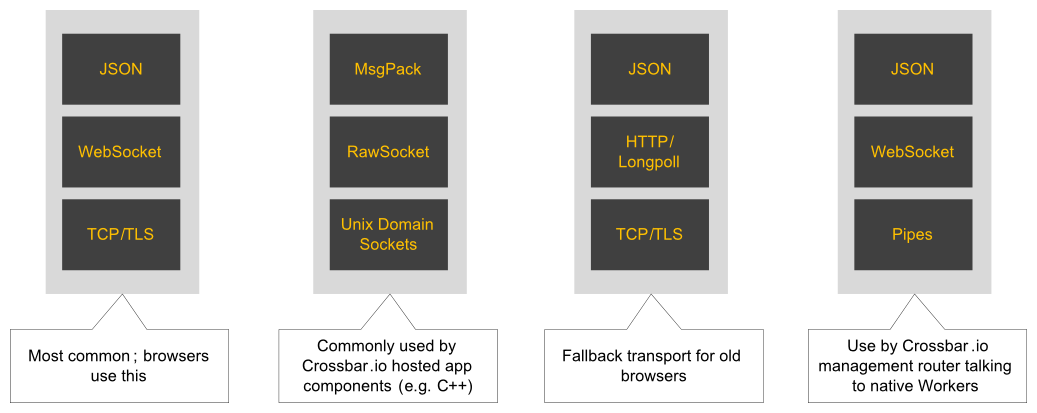 JSON
WebSocket
TCP/TLS
Most common; browsers
use this
MsgPack
RawSocket
Unix Domain
Sockets
Commonly used by
Crossbar.io hosted app
components (e.g. C++)
JSON
HTTP/
Longpoll
TCP/TLS
Fallback transport for old
browsers
JSON
WebSocket
Pipes
Use by Crossbar.io
management router talking
to native Workers